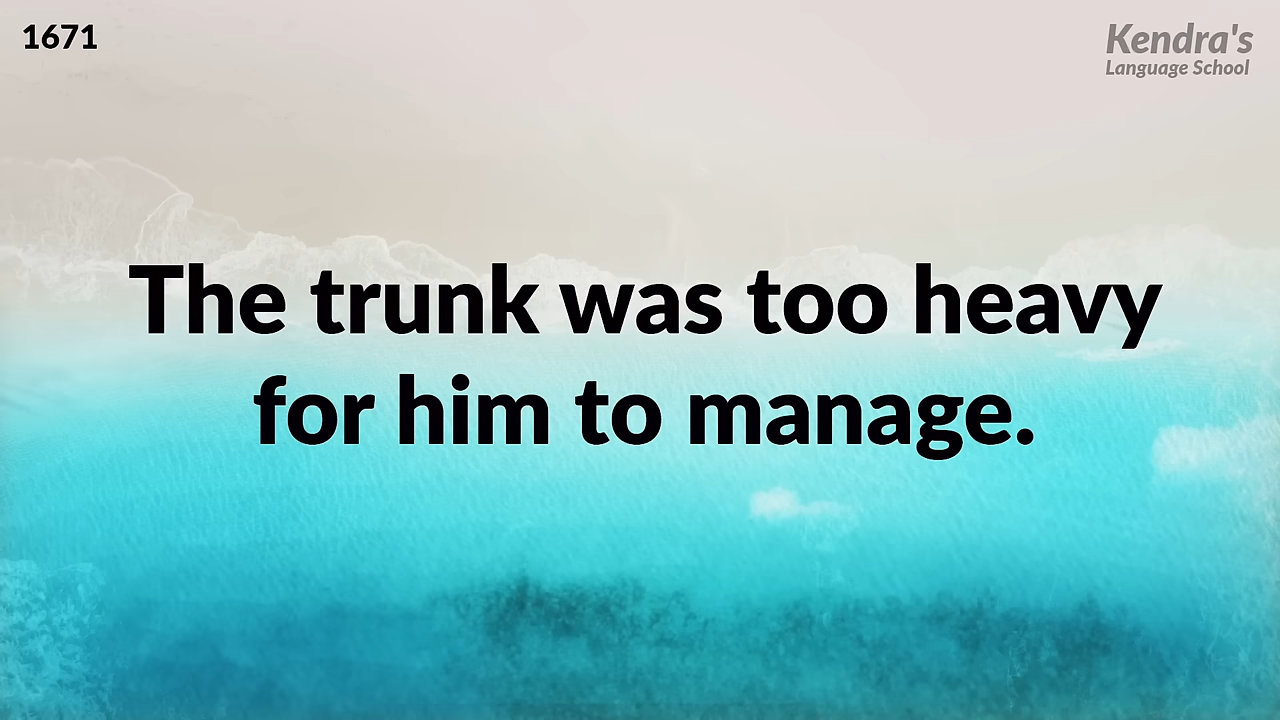 1671
Kendra's
Language School
The trunk was too heavy
for him to manage.